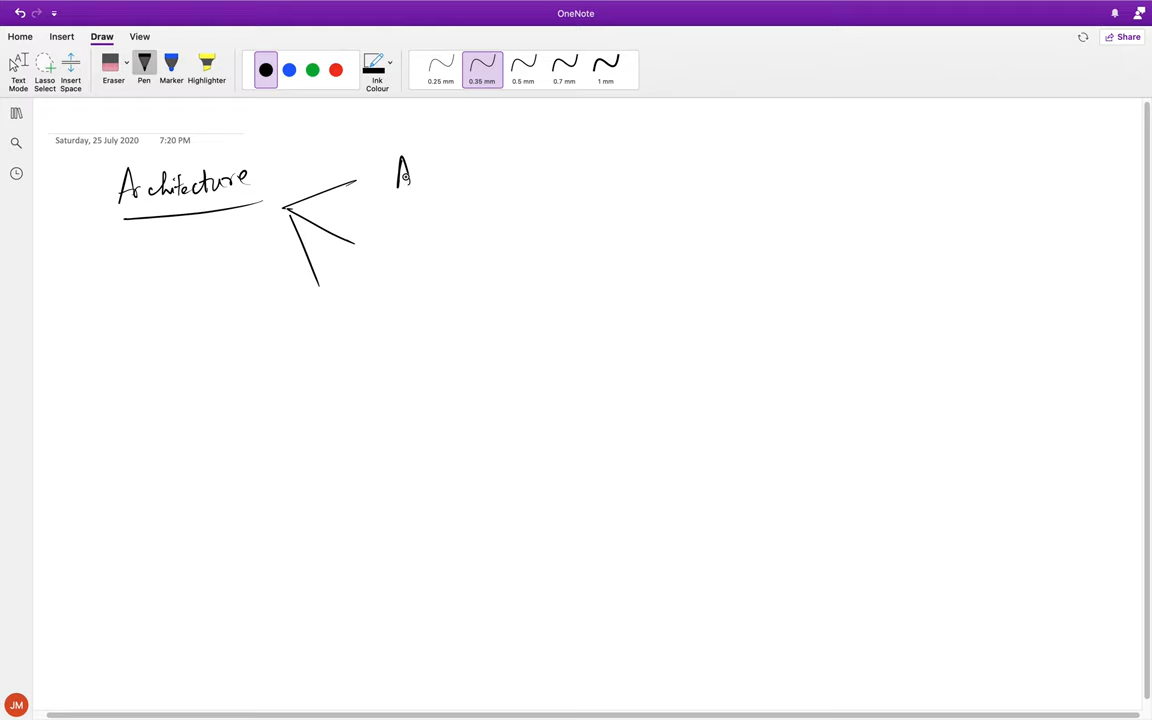 OneNote
Home Insert Draw View
Share
Text Mode
Lasso Select
Insert Space
Eraser
Pen
Marker
Highlighter
Ink Colour
0.25 mm
0.35 mm
0.5 mm
0.7 mm
1 mm
Saturday, 25 July 2020 7:20 PM
Architecture
A
JM